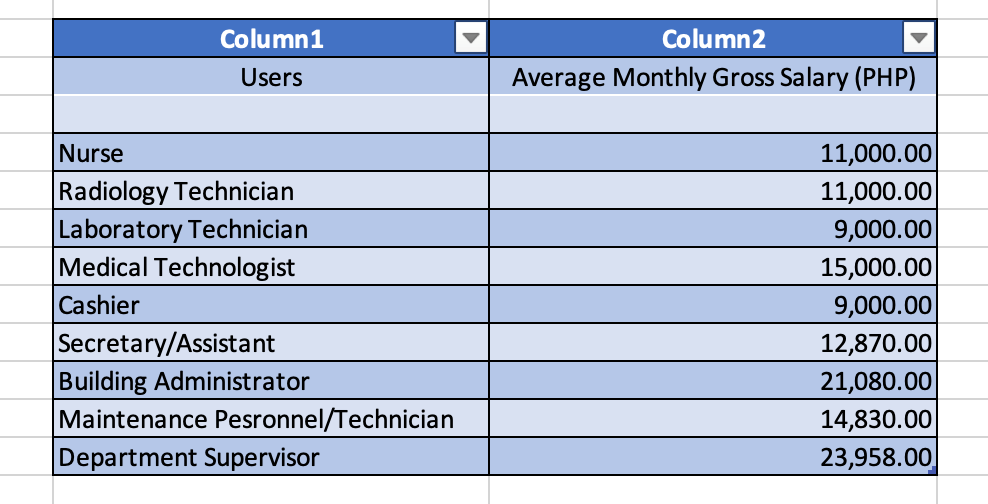 Column1 Column2
Users Average Monthly Gross Salary (PHP)
Nurse 11,000.00
Radiology Technician 11,000.00
Laboratory Technician 9,000.00
Medical Technologist 15,000.00
Cashier 9,000.00
Secretary/Assistant 12,870.00
Building Administrator 21,080.00
Maintenance Pesronnel/Technician 14,830.00
Department Supervisor 23,958.00